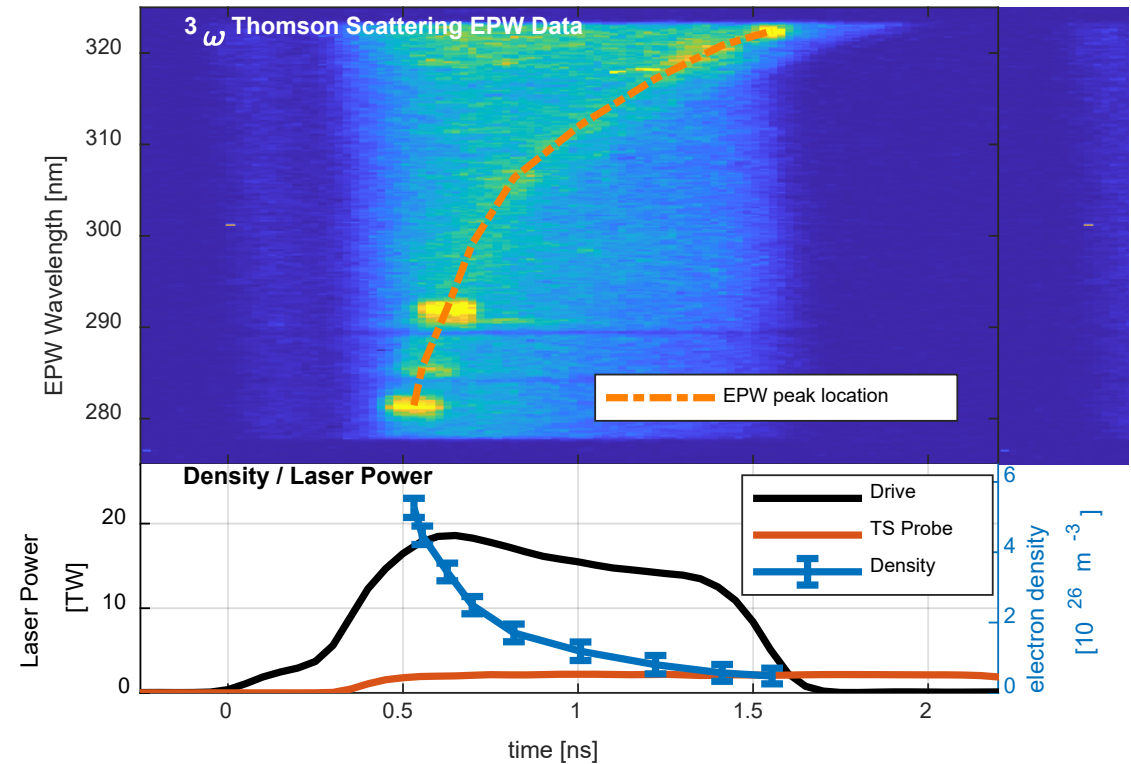 3 ω Thomson Scattering EPW Data
EPW Wavelength [nm]
320
310
300
290
280
EPW peak location
Density / Laser Power
Laser Power
[TW]
20
10
0
Drive
TS Probe
Density
6
4
2
0
electron density
[10 26 m -3 ]
0
0.5
1
1.5
2
time [ns]